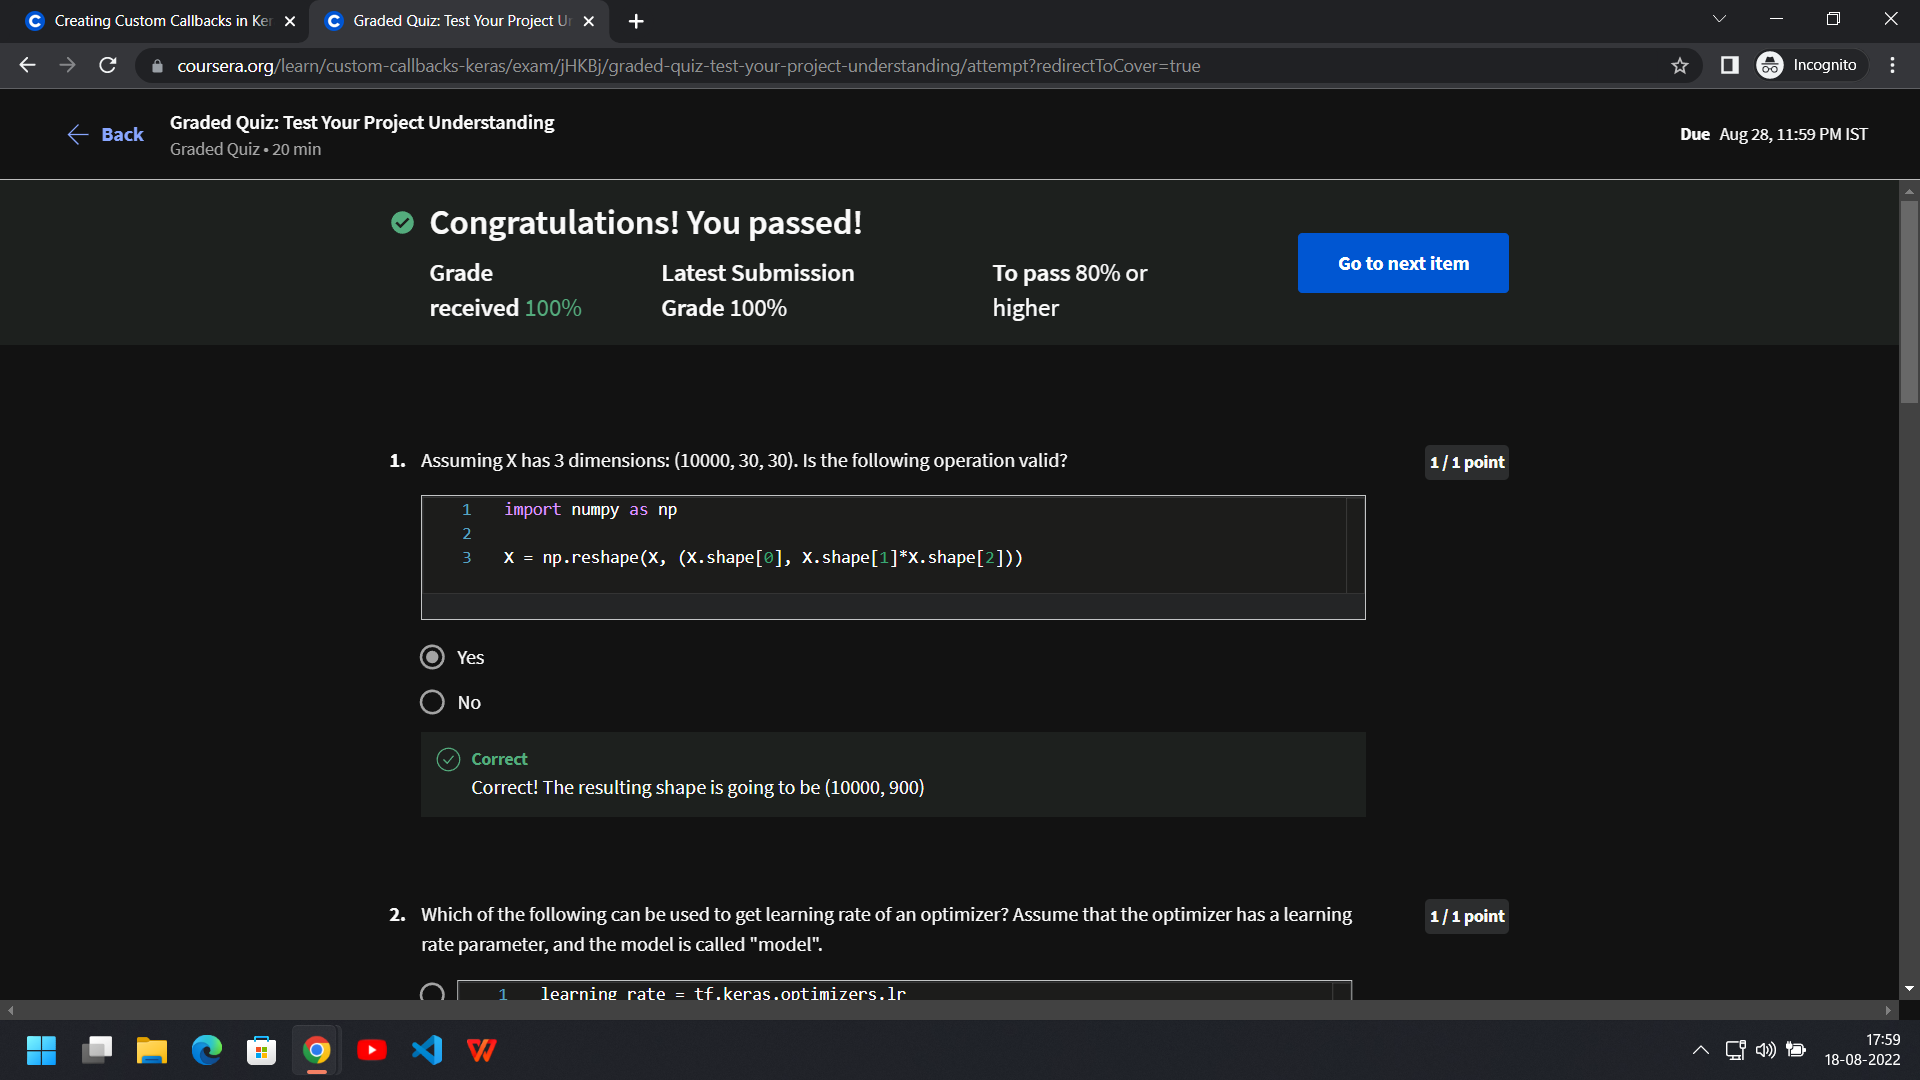 Creating Custom Callbacks in Ker
Graded Quiz: Test Your Project Ur
coursera.org/learn/custom-callbacks-keras/exam/jHKBj/graded-quiz-test-your-project-understanding/attempt?redirectToCover=true
Incognito
Back
Graded Quiz: Test Your Project Understanding
Graded Quiz • 20 min
Due Aug 28, 11:59 PM IST
Congratulations! You passed!
Grade received 100%
Latest Submission Grade 100%
To pass 80% or higher
Go to next item
1. Assuming X has 3 dimensions: (10000, 30, 30). Is the following operation valid?
1 / 1 point
1 import numpy as np
2
3 X = np.reshape(X, (X.shape[0], X.shape[1]*X.shape[2]))
Yes
No
Correct
Correct! The resulting shape is going to be (10000, 900)
2. Which of the following can be used to get learning rate of an optimizer? Assume that the optimizer has a learning
rate parameter, and the model is called "model".
1 / 1 point
1 learning rate = tf.keras.optimizers.lr
17:59
18-08-2022